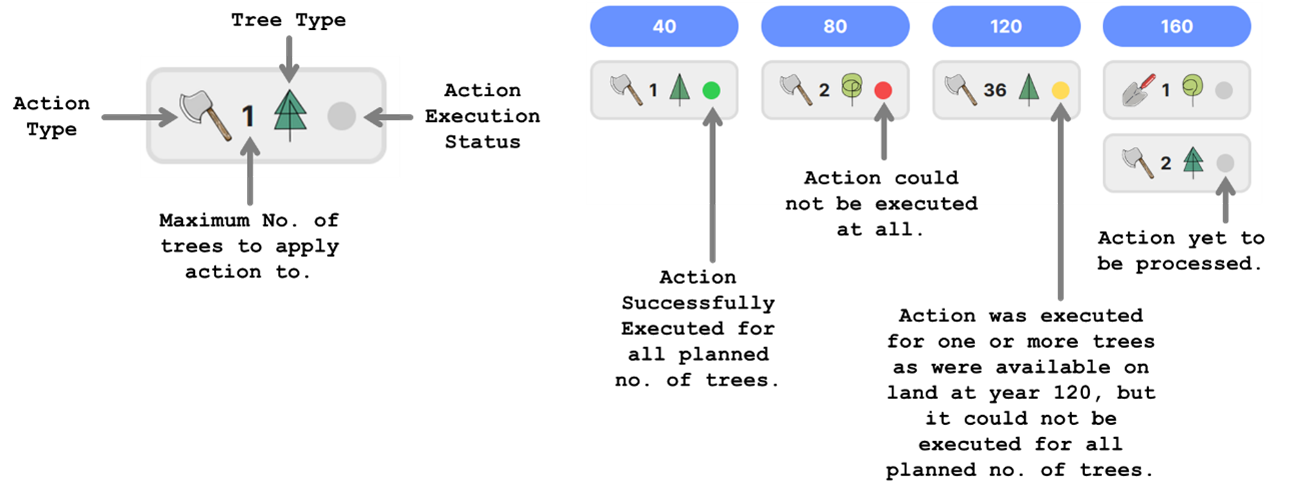 Tree Type
Action
Type
1
Action
Execution
Status
Maximum No. of
trees to apply
action to.
40
80
120
160
1
2
36
1
2
Action
Successfully
Executed for
all planned
no. of trees.
Action could
not be executed
at all.
Action was executed
for one or more trees
as were available on
land at year 120, but
it could not be
executed for all
planned no. of trees.
Action yet to
be processed.